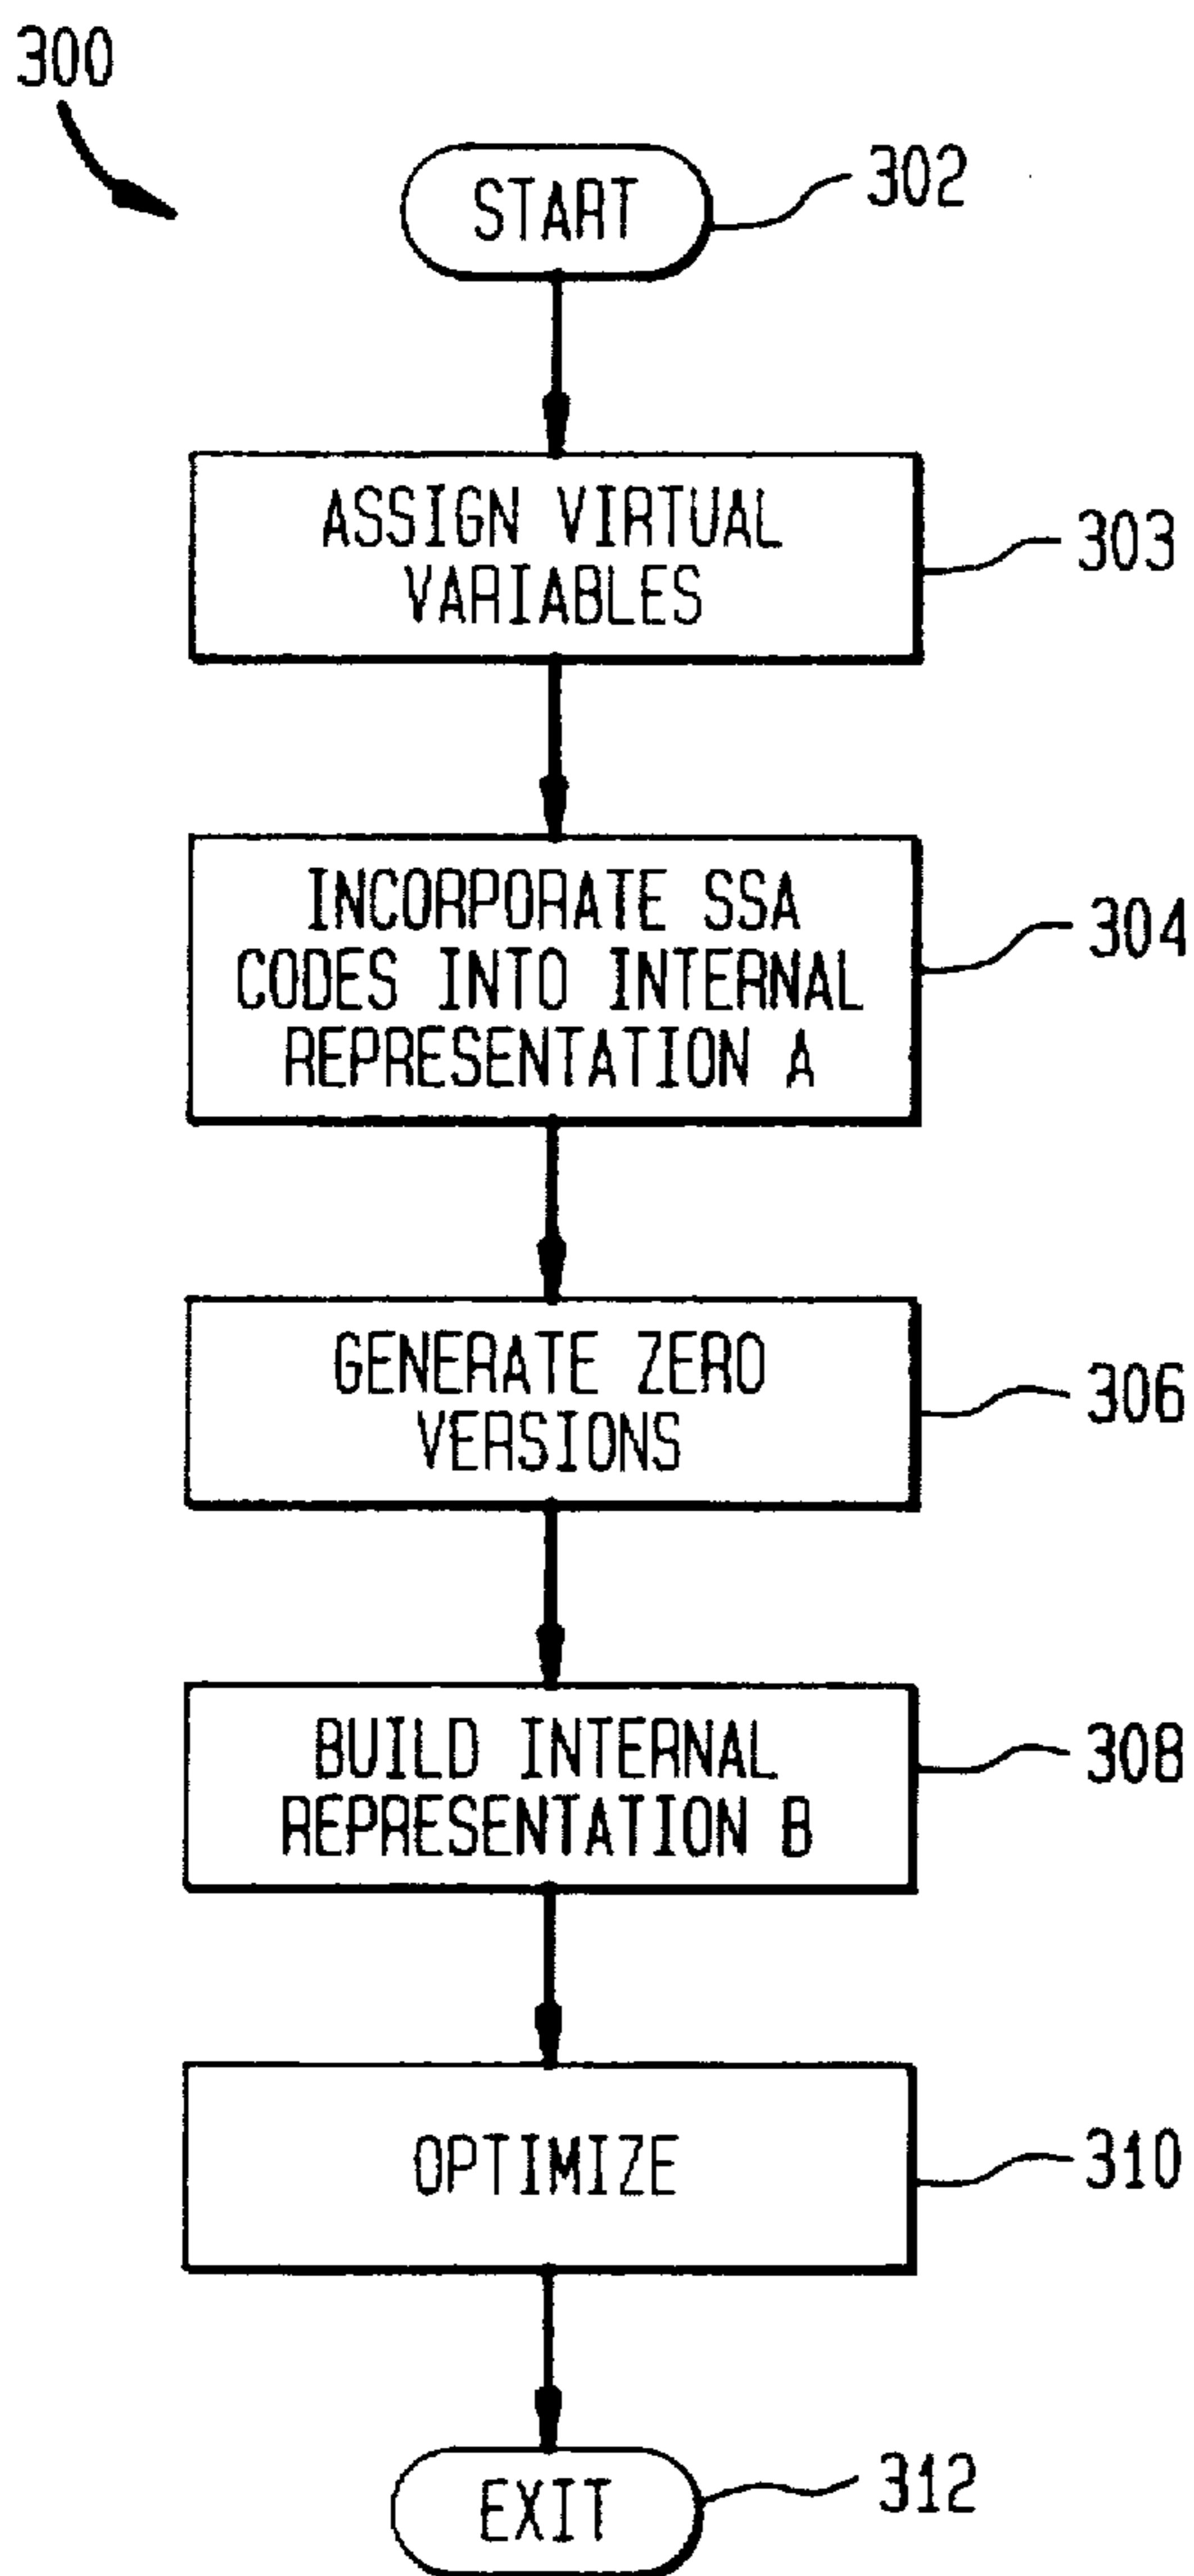 300
START
302
ASSIGN VIRTUAL
VARIABLES
303
INCORPORATE SSA
CODES INTO INTERNAL
REPRESENTATION A
304
GENERATE ZERO
VERSIONS
306
BUILD INTERNAL
REPRESENTATION B
308
OPTIMIZE
310
EXIT
312